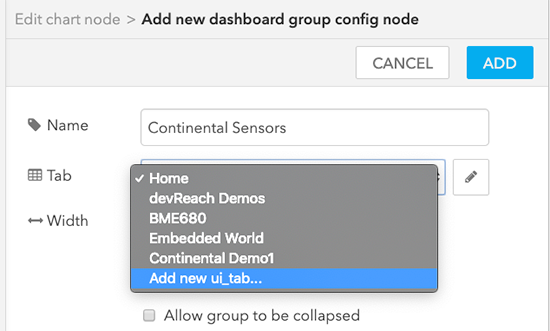 Edit chart node > Add new dashboard group config node
CANCEL
ADD
Name
Continental Sensors
Tab
Home
devReach Demos
BME680
Embedded World
Continental Demo1
Add new ui_tab...
Width
Allow group to be collapsed